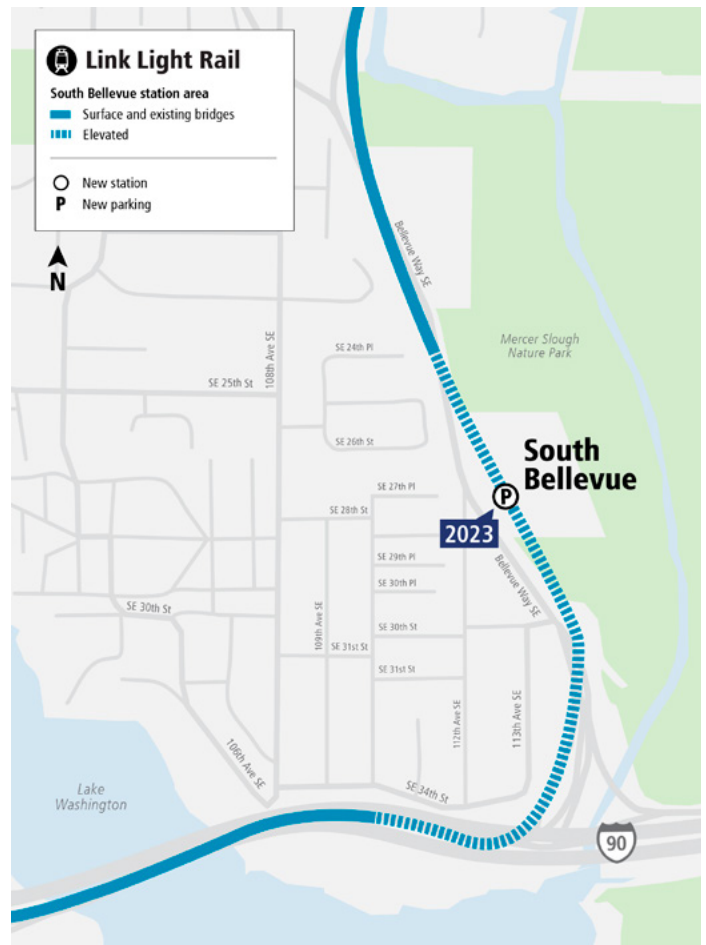 Link Light Rail
South Bellevue station area
Surface and existing bridges
Elevated
New station
P New parking
N
Bellevue Way SE
108th Ave SE
SE 24th Pl
Mercer Slough
Nature Park
SE 25th St
SE 26th St
South
Bellevue
SE 27th Pl
P
SE 28th St
2023
SE 29th Pl
Bellevue Way SE
SE 30th Pl
SE 30th St
109th Ave SE
SE 30th St
SE 31st St
SE 31st St
112th Ave SE
113th Ave SE
106th Ave SE
Lake
Washington
SE 34th St
90